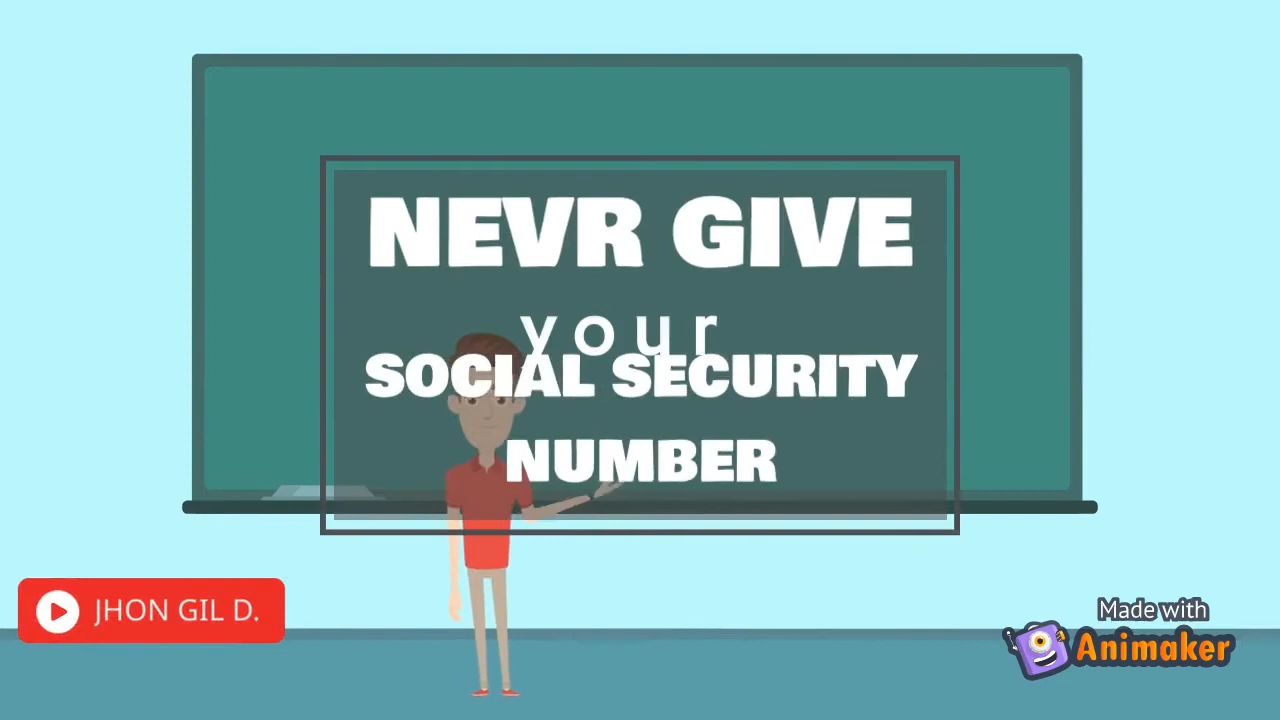 NEVR GIVE
your
SOCIAL SECURITY
NUMBER
JHON GIL D.
Made with
Animaker